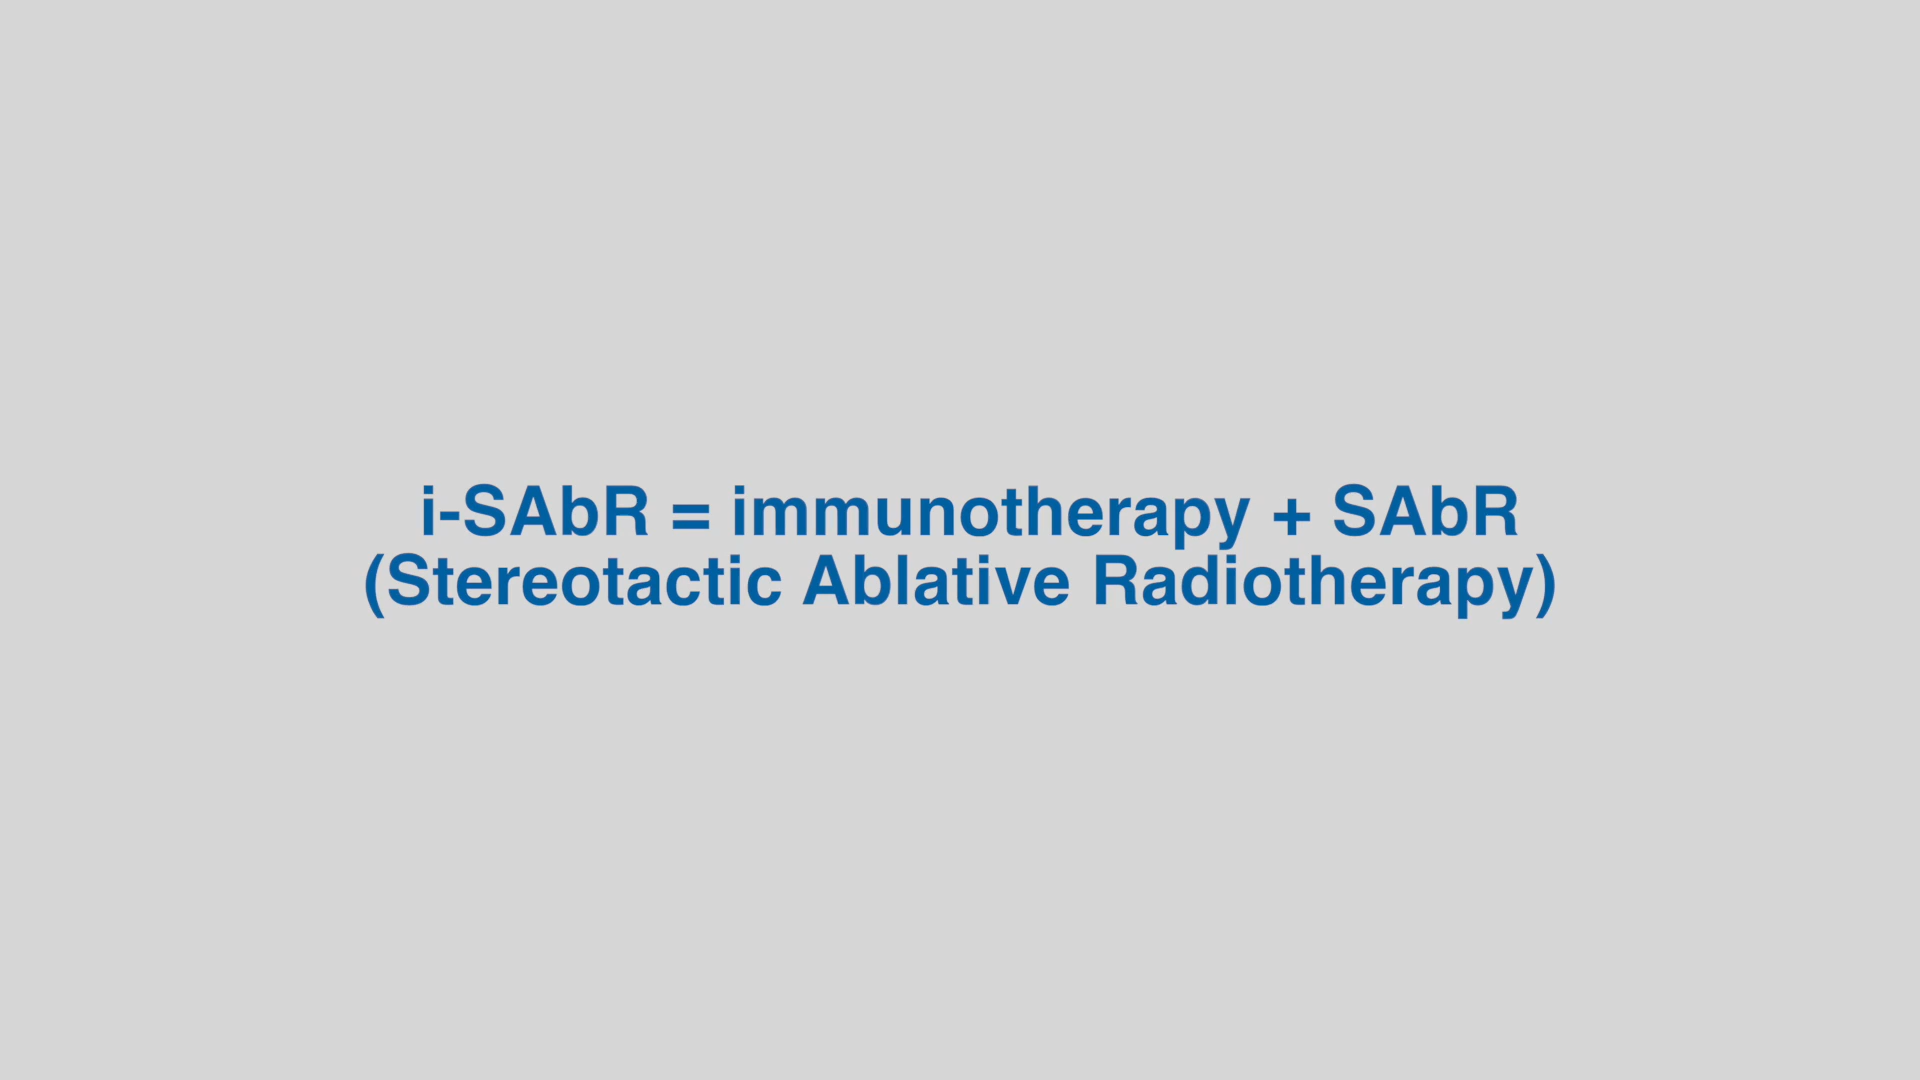 i-SAbR = immunotherapy + SAbR
(Stereotactic Ablative Radiotherapy)